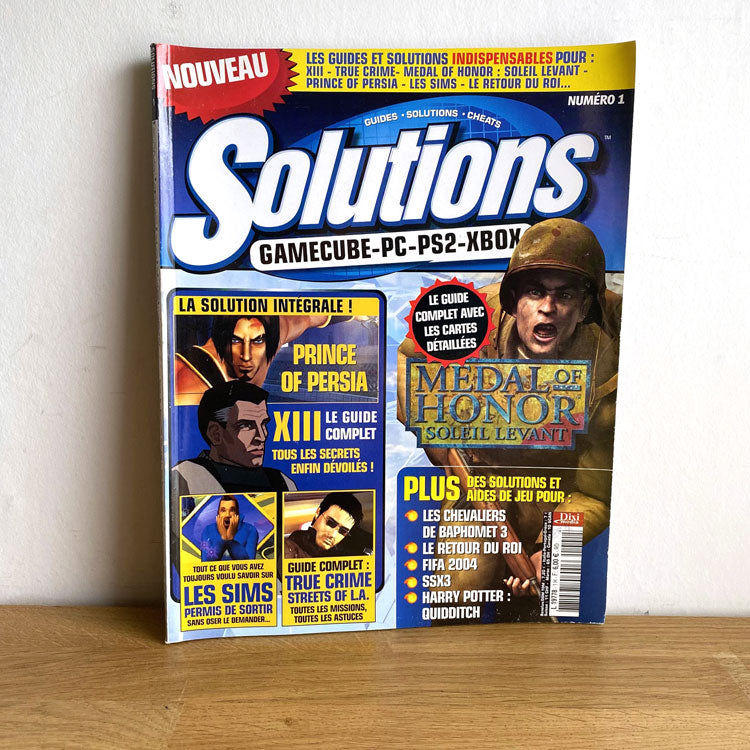 NOUVEAU
LES GUIDES ET SOLUTIONS INDISPENSABLES POUR :
XIII - TRUE CRIME- MEDAL OF HONOR : SOLEIL LEVANT -
PRINCE OF PERSIA - LES SIMS - LE RETOUR DU ROI...
NUMÉRO 1
GUIDES • SOLUTIONS • CHEATS
Solutions
TM
GAMECUBE-PC-PS2-XBOX
LA SOLUTION INTÉGRALE !
PRINCE
OF PERSIA
XIII LE GUIDE
COMPLET
TOUS LES SECRETS
ENFIN DÉVOILÉS !
LE GUIDE
COMPLET AVEC
LES CARTES
DÉTAILLÉES
MEDAL OF
HONOR
SOLEIL LEVANT
TOUT CE QUE VOUS AVEZ
TOUJOURS VOULU SAVOIR SUR
LES SIMS
PERMIS DE SORTIR
SANS OSER LE DEMANDER...
GUIDE COMPLET :
TRUE CRIME
STREETS OF L.A.
TOUTES LES MISSIONS,
TOUTES LES ASTUCES
PLUS DES SOLUTIONS ET
AIDES DE JEU POUR :
LES CHEVALIERS
DE BAPHOMET 3
LE RETOUR DU ROI
FIFA 2004
SSX3
HARRY POTTER :
QUIDDITCH
Dixi
media